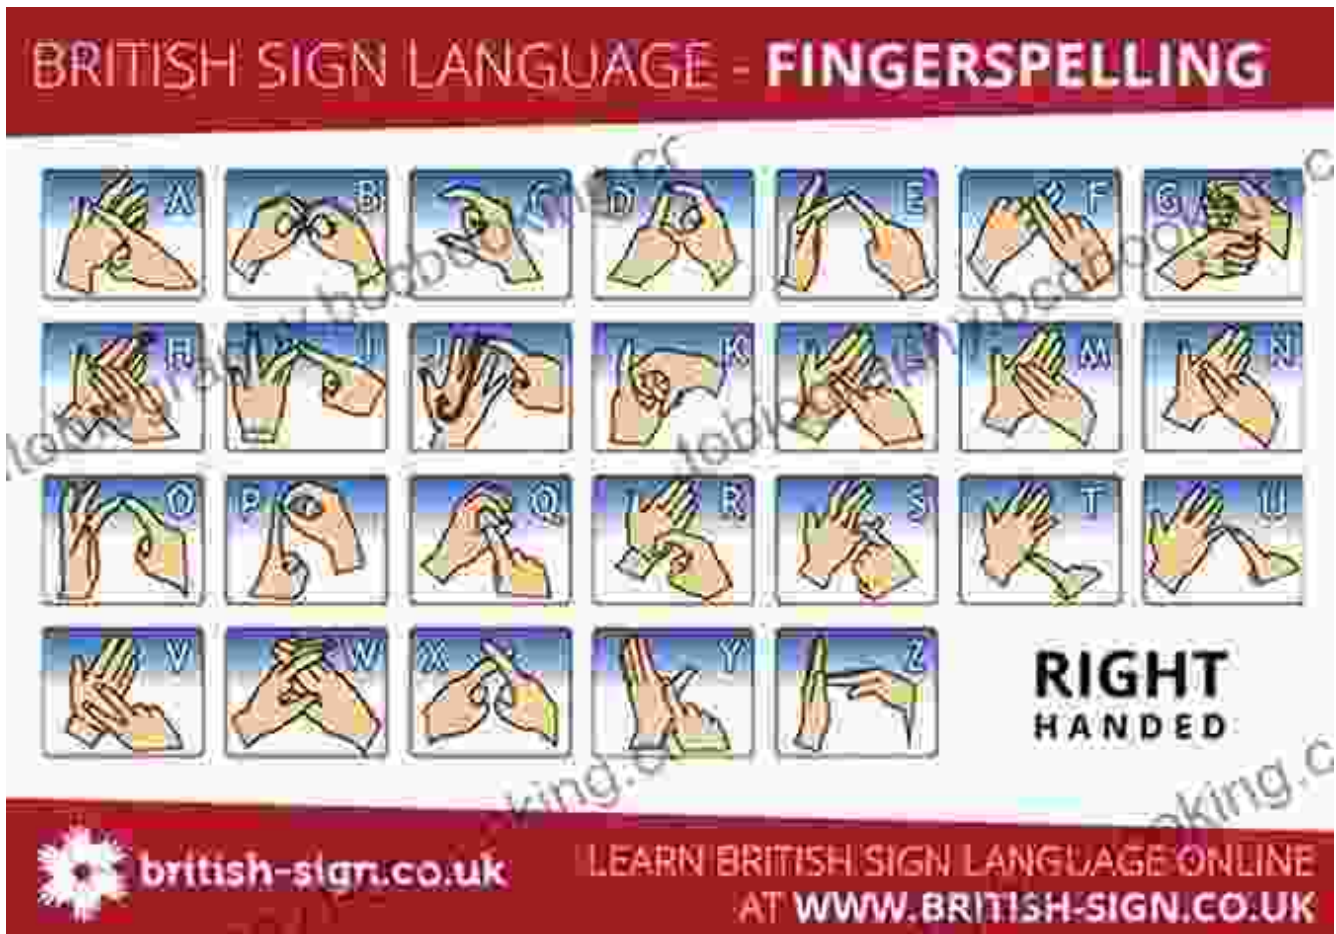 BRITISH SIGN LANGUAGE - FINGERSPELLING
A B C D E F G
H I J K L M N
O P Q R S T U
V W X Y Z
RIGHT
HANDED
british-sign.co.uk
LEARN BRITISH SIGN LANGUAGE ONLINE
AT WWW.BRITISH-SIGN.CO.UK